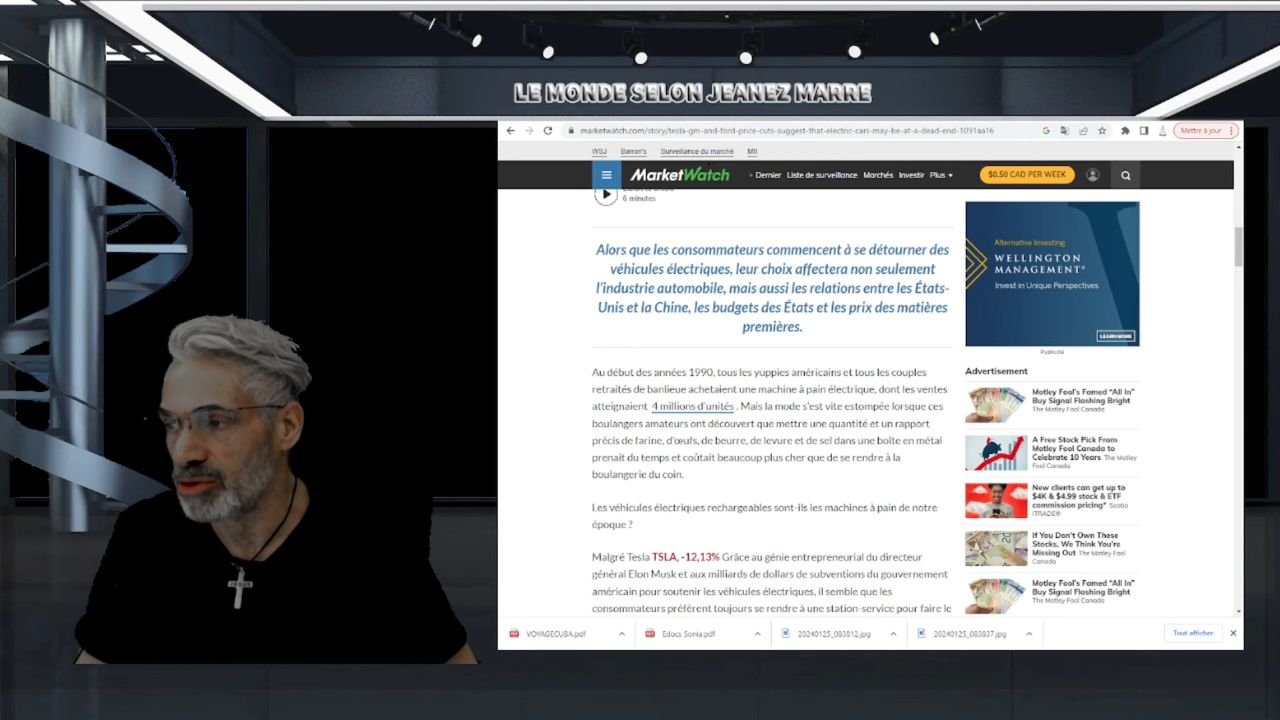 LE MONDE SELON JEANEZ MARRE
marketwatch.com/story/tesla-gm-and-ford-price-cuts-suggest-that-electric-cars-may-be-at-a-dead-end-1091aa16
Mettre à jour
WSJ Barron's Surveillance du marché MII
MarketWatch
Dernier Liste de surveillance Marchés Investir Plus
$0.50 CAD PER WEEK
6 minutes
Alors que les consommateurs commencent à se détourner des
véhicules électriques, leur choix affectera non seulement
l'industrie automobile, mais aussi les relations entre les États-
Unis et la Chine, les budgets des États et les prix des matières
premières.
Au début des années 1990, tous les yuppies américains et tous les couples
retraités de banlieue achetaient une machine à pain électrique, dont les ventes
atteignaient 4 millions d'unités . Mais la mode s'est vite estompée lorsque ces
boulangers amateurs ont découvert que mettre une quantité et un rapport
précis de farine, d'œufs, de beurre, de levure et de sel dans une boîte en métal
prenait du temps et coûtait beaucoup plus cher que de se rendre à la
boulangerie du coin.
Les véhicules électriques rechargeables sont-ils les machines à pain de notre
époque ?
Malgré Tesla TSLA, -12,13% Grâce au génie entrepreneurial du directeur
général Elon Musk et aux milliards de dollars de subventions du gouvernement
américain pour soutenir les véhicules électriques, il semble que les
consommateurs préfèrent toujours se rendre à une station-service pour faire le
Alternative Investing
WELLINGTON
MANAGEMENT®
Invest in Unique Perspectives
LEARN MORE
Publicité
Advertisement
Motley Fool's Famed "All In"
Buy Signal Flashing Bright
The Motley Fool Canada
A Free Stock Pick From
Motley Fool Canada to
Celebrate 10 Years The Motley
Fool Canada
New clients can get up to
$4K & $4.99 stock & ETF
commission pricing* Scotia
iTRADE®
If You Don't Own These
Stocks, We Think You're
Missing Out The Motley Fool
Canada
Motley Fool's Famed "All In"
Buy Signal Flashing Bright
The Motley Fool Canada
VOYAGECUBA.pdf
Edocs Sonia.pdf
20240125_083812.jpg
20240125_083837.jpg
Tout afficher